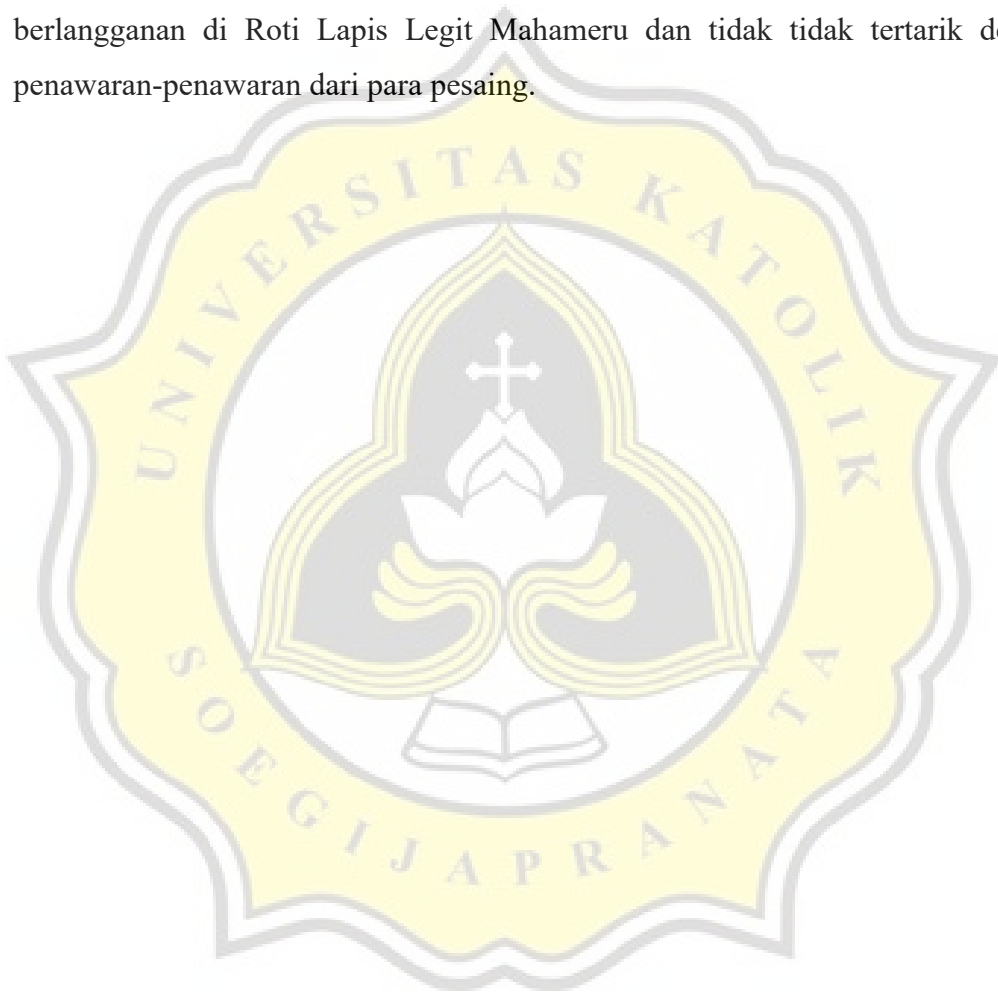 berlangganan di Roti Lapis Legit Mahameru dan tidak tidak tertarik
penawaran-penawaran dari para pesaing.
UNIVERSITAS KATOLIK
SOEGIJAPRANATA